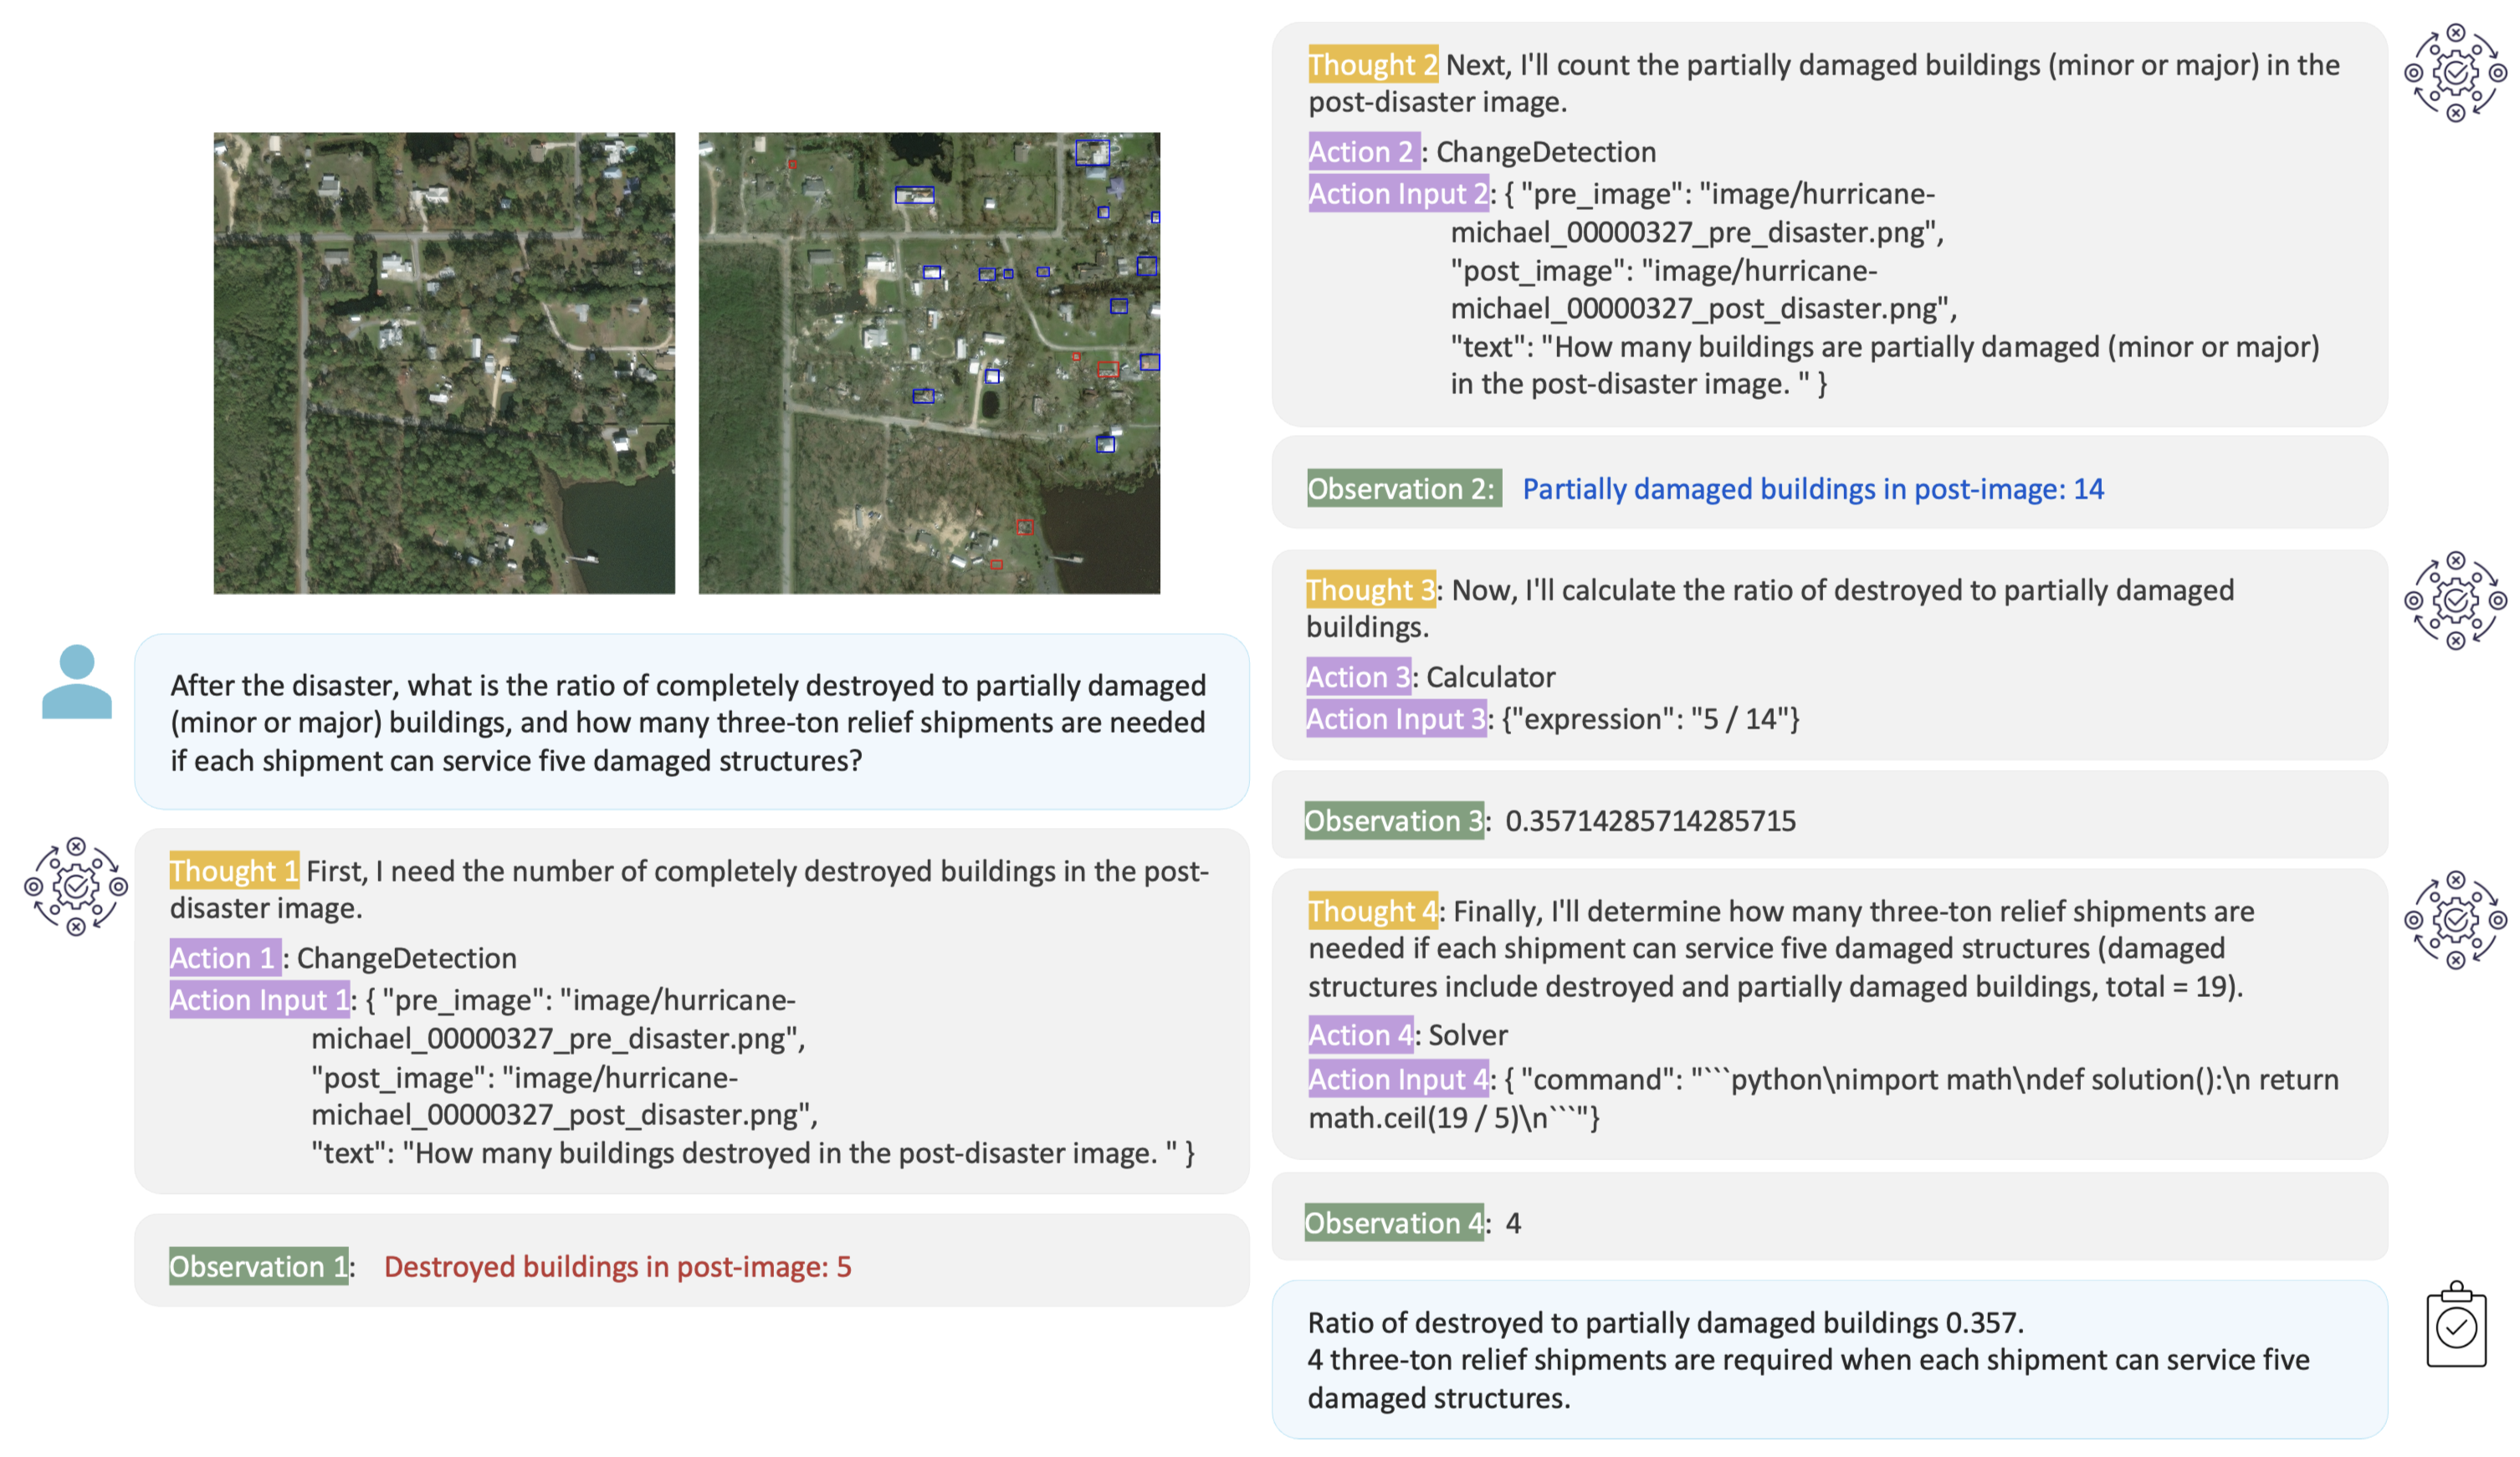 After the disaster, what is the ratio of completely destroyed to partially damaged
(minor or major) buildings, and how many three-ton relief shipments are needed
if each shipment can service five damaged structures?
Thought 1 First, I need the number of completely destroyed buildings in the post-
disaster image.
Action 1 : ChangeDetection
Action Input 1: { "pre_image": "image/hurricane-
michael_00000327_pre_disaster.png",
"post_image": "image/hurricane-
michael_00000327_post_disaster.png",
"text": "How many buildings destroyed in the post-disaster image. " }
Observation 1: Destroyed buildings in post-image: 5
Thought 2 Next, I'll count the partially damaged buildings (minor or major) in the
post-disaster image.
Action 2 : ChangeDetection
Action Input 2: { "pre_image": "image/hurricane-
michael_00000327_pre_disaster.png",
"post_image": "image/hurricane-
michael_00000327_post_disaster.png",
"text": "How many buildings are partially damaged (minor or major)
in the post-disaster image. " }
Observation 2: Partially damaged buildings in post-image: 14
Thought 3: Now, I'll calculate the ratio of destroyed to partially damaged
buildings.
Action 3: Calculator
Action Input 3: {"expression": "5 / 14"}
Observation 3: 0.35714285714285715
Thought 4: Finally, I'll determine how many three-ton relief shipments are
needed if each shipment can service five damaged structures (damaged
structures include destroyed and partially damaged buildings, total = 19).
Action 4: Solver
Action Input 4: { "command": "```python\nimport math\ndef solution():\n return
math.ceil(19 / 5)\n```"}
Observation 4: 4
Ratio of destroyed to partially damaged buildings 0.357.
4 three-ton relief shipments are required when each shipment can service five
damaged structures.